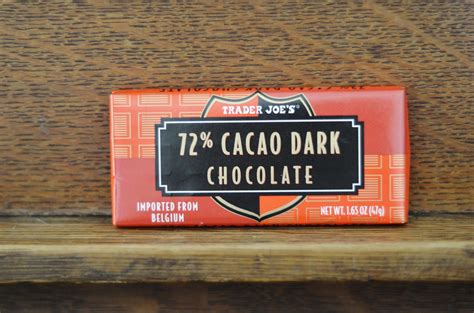 TRADER JOE'S®
72% CACAO DARK
CHOCOLATE
IMPORTED FROM
BELGIUM
NET WT. 1.65 OZ (47g)